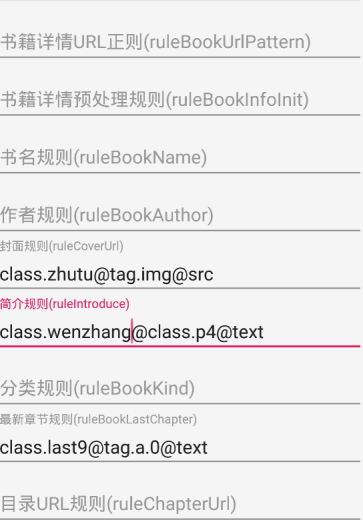 书籍详情URL正则(ruleBookUrlPattern)
书籍详情预处理规则(ruleBookInfoInit)
书名规则(ruleBookName)
作者规则(ruleBookAuthor)
封面规则(ruleCoverUrl)
class.zhutu@tag.img@src
简介规则(ruleIntroduce)
class.wenzhang@class.p4@text
分类规则(ruleBookKind)
最新章节规则(ruleBookLastChapter)
class.last9@tag.a.0@text
目录URL规则(ruleChapterUrl)